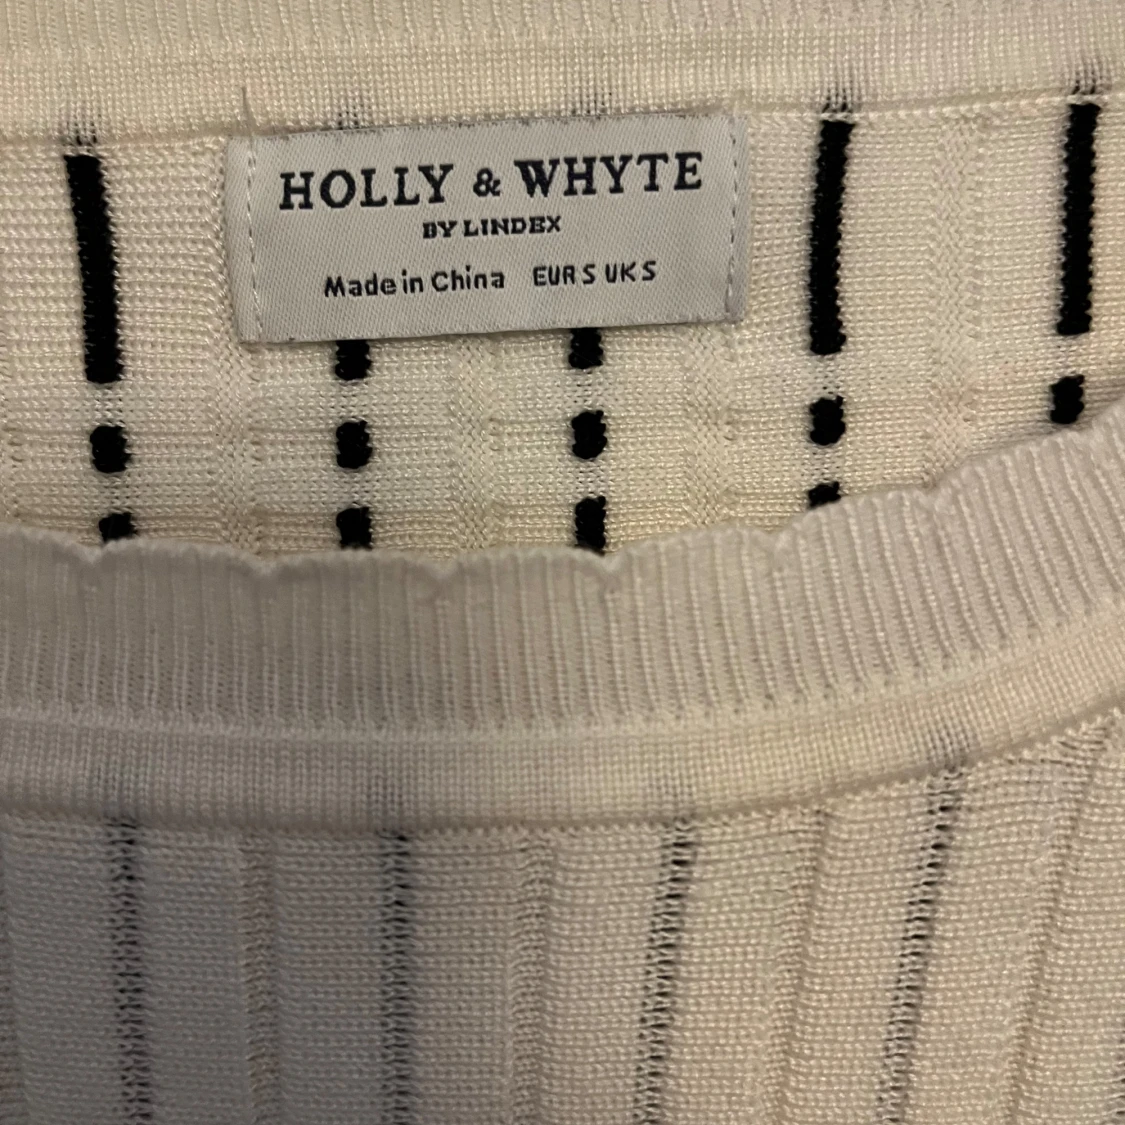 HOLLY & WHYTE
BY LINDEX
Made in China EUR S UK S